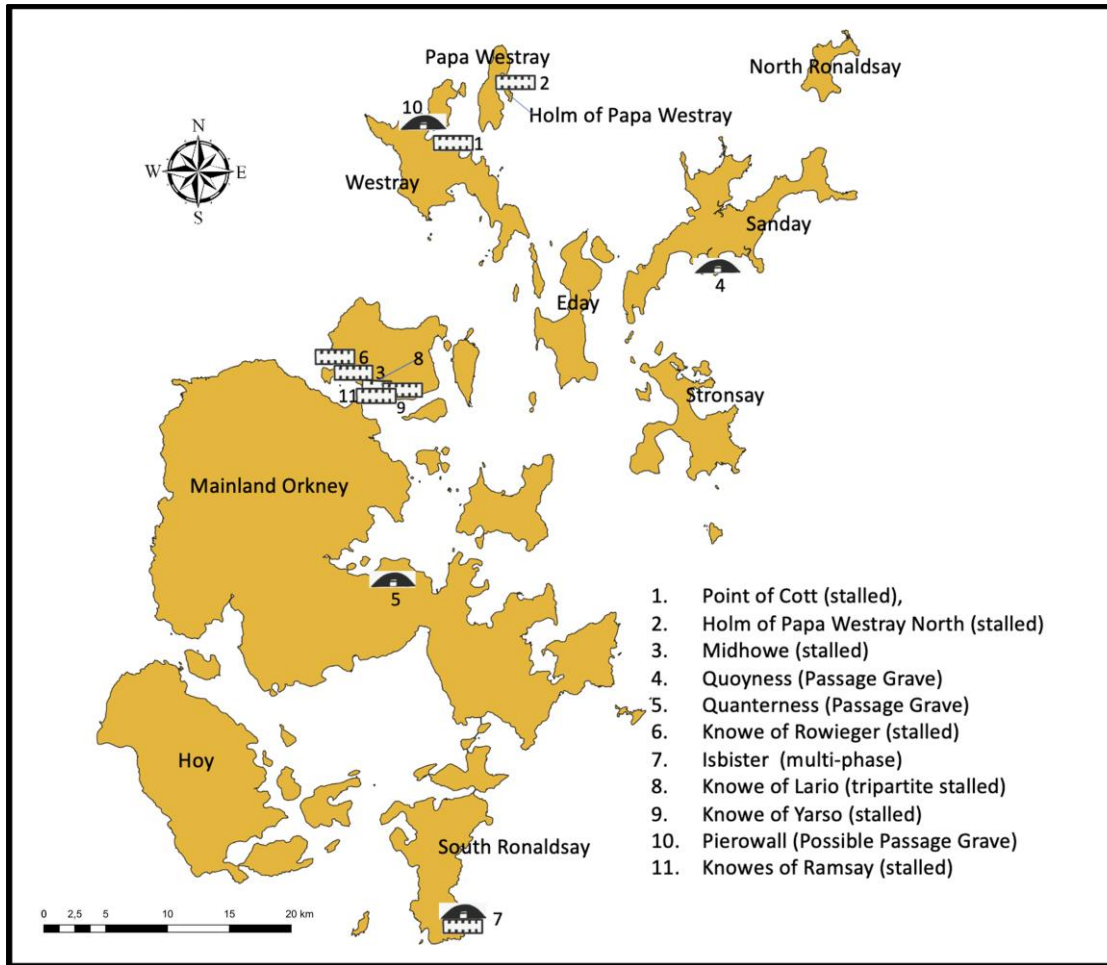 Papa Westray
North Ronaldsay
2
10
Holm of Papa Westray
N
1
W E
Westray
S
Sanday
4
Eday
8
6
3
11
9
Stronsay
Mainland Orkney
5
1. Point of Cott (stalled),
2. Holm of Papa Westray North (stalled)
3. Midhowe (stalled)
4. Quoyness (Passage Grave)
5. Quanterness (Passage Grave)
6. Knowe of Rowieger (stalled)
7. Isbister (multi-phase)
8. Knowe of Lario (tripartite stalled)
9. Knowe of Yarso (stalled)
10. Pierowall (Possible Passage Grave)
11. Knowes of Ramsay (stalled)
Hoy
South Ronaldsay
7
0 2,5 5 10 15 20 km